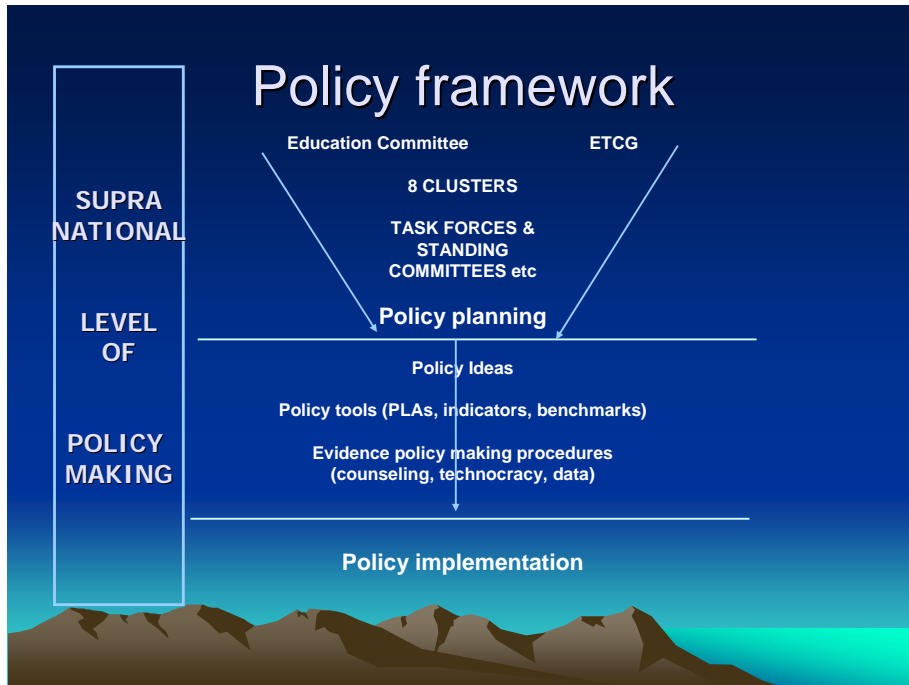 Policy framework
Education Committee
ETCG
8 CLUSTERS
TASK FORCES &
STANDING
COMMITTEES etc
Policy planning
Policy Ideas
Policy tools (PLAs, indicators, benchmarks)
Evidence policy making procedures
(counseling, technocracy, data)
Policy implementation
SUPRA
NATIONAL
LEVEL
OF
POLICY
MAKING